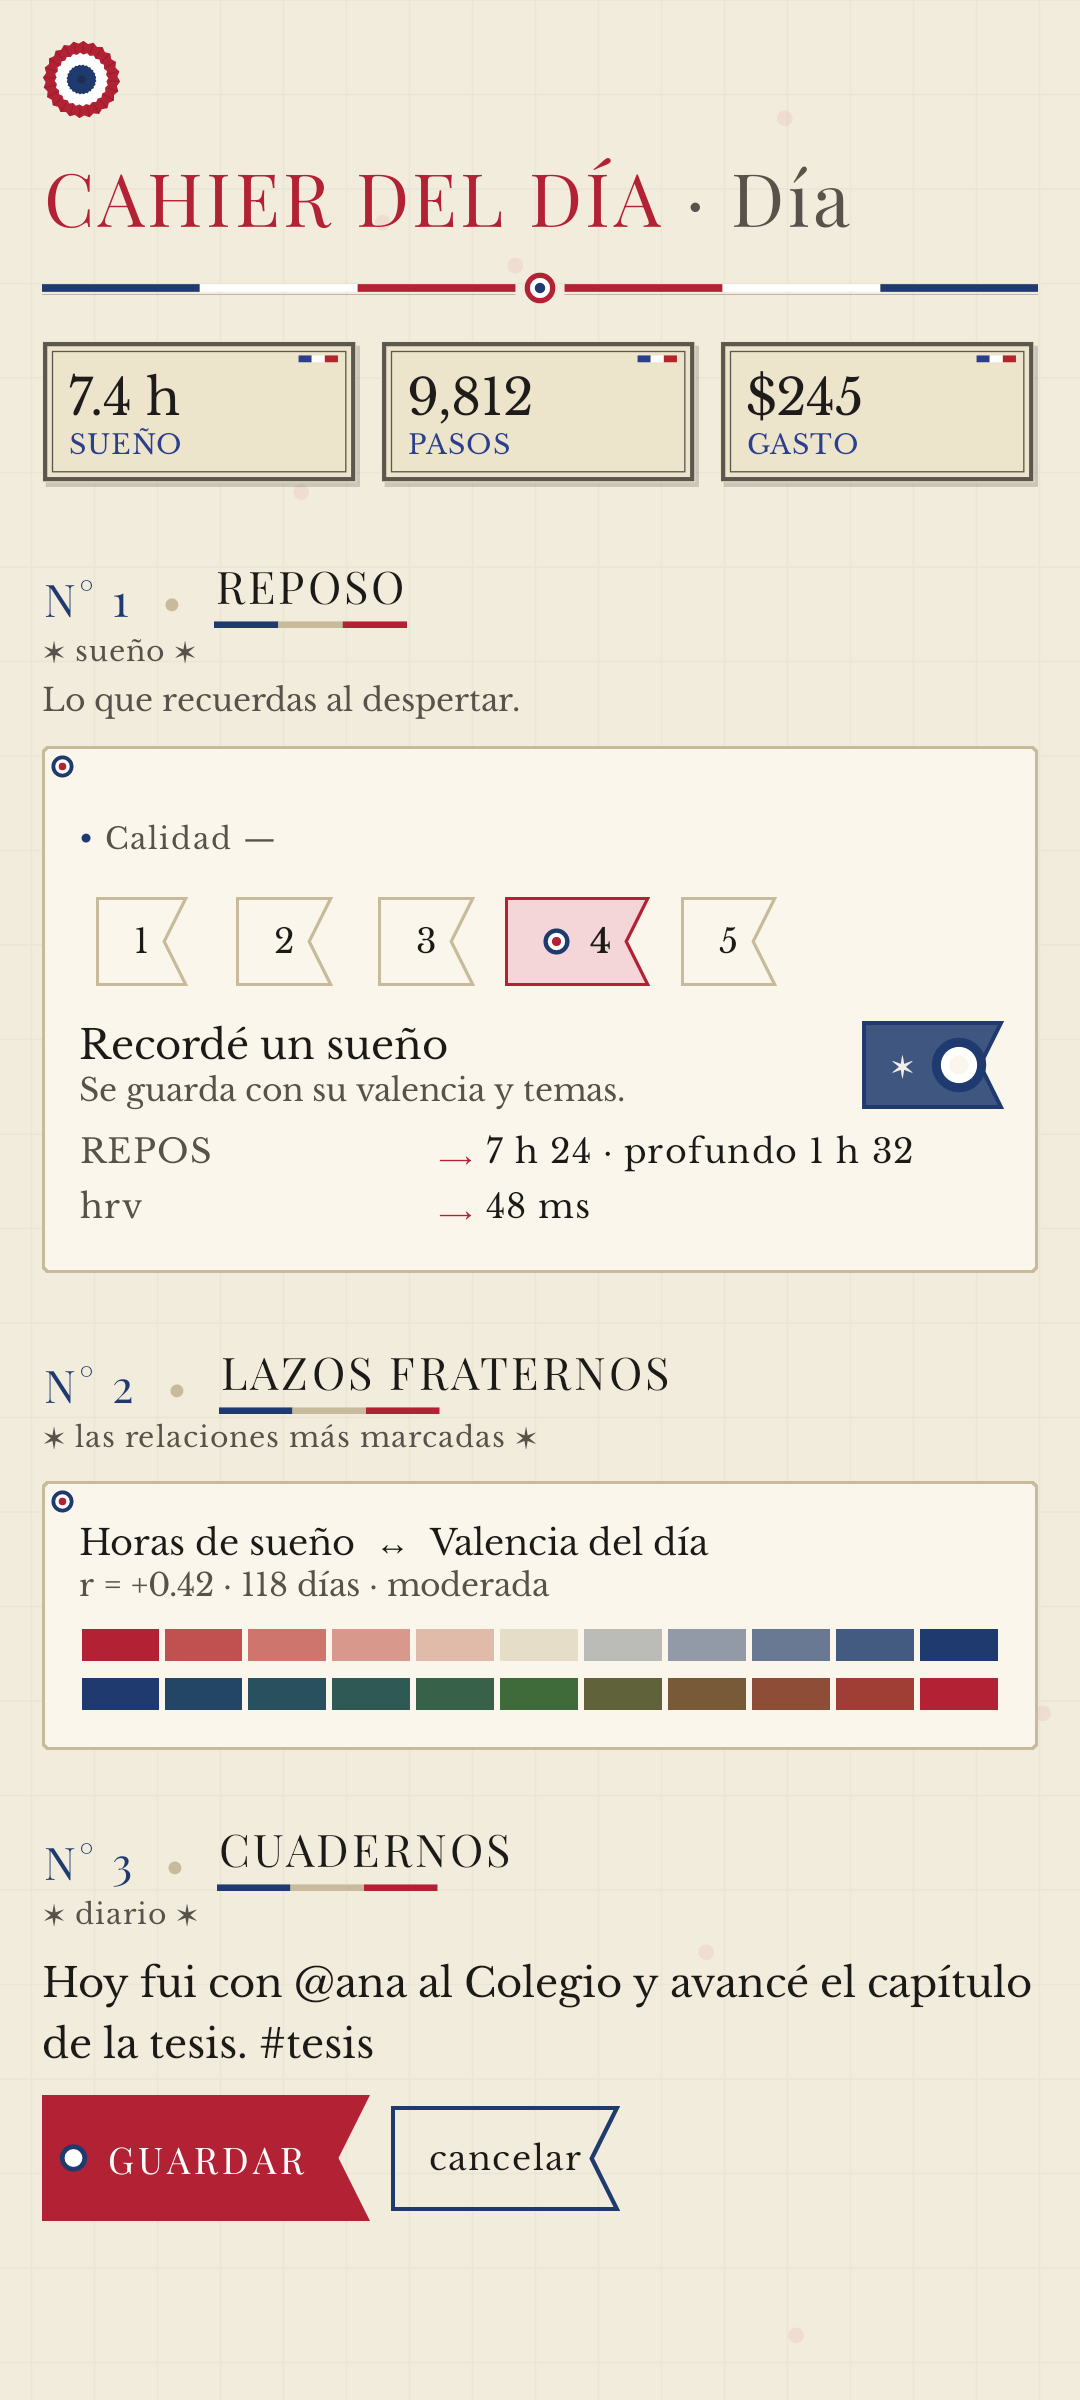 CAHIER DEL DÍA · Día
7.4 h
SUEÑO
9,812
PASOS
$245
GASTO
N° 1 • REPOSO
✶ sueño ✶
Lo que recuerdas al despertar.
• Calidad —
1 2 3 4 5
Recordé un sueño
✶
Se guarda con su valencia y temas.
REPOS → 7 h 24 · profundo 1 h 32
hrv → 48 ms
N° 2 • LAZOS FRATERNOS
✶ las relaciones más marcadas ✶
Horas de sueño ↔ Valencia del día
r = +0.42 · 118 días · moderada
N° 3 • CUADERNOS
✶ diario ✶
Hoy fui con @ana al Colegio y avancé el capítulo
de la tesis. #tesis
GUARDAR
cancelar